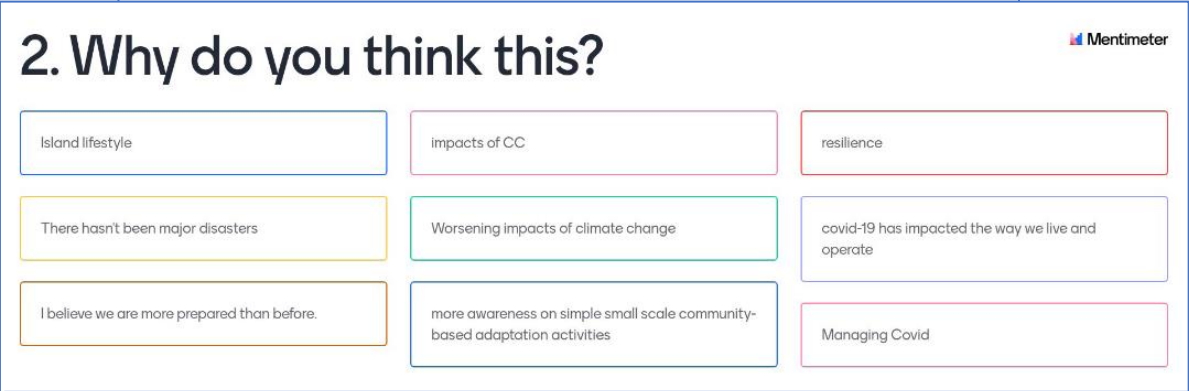 2. Why do you think this?
Mentimeter
Island lifestyle
impacts of CC
resilience
There hasn't been major disasters
Worsening impacts of climate change
covid-19 has impacted the way we live and
operate
I believe we are more prepared than before.
more awareness on simple small scale community-
based adaptation activities
Managing Covid